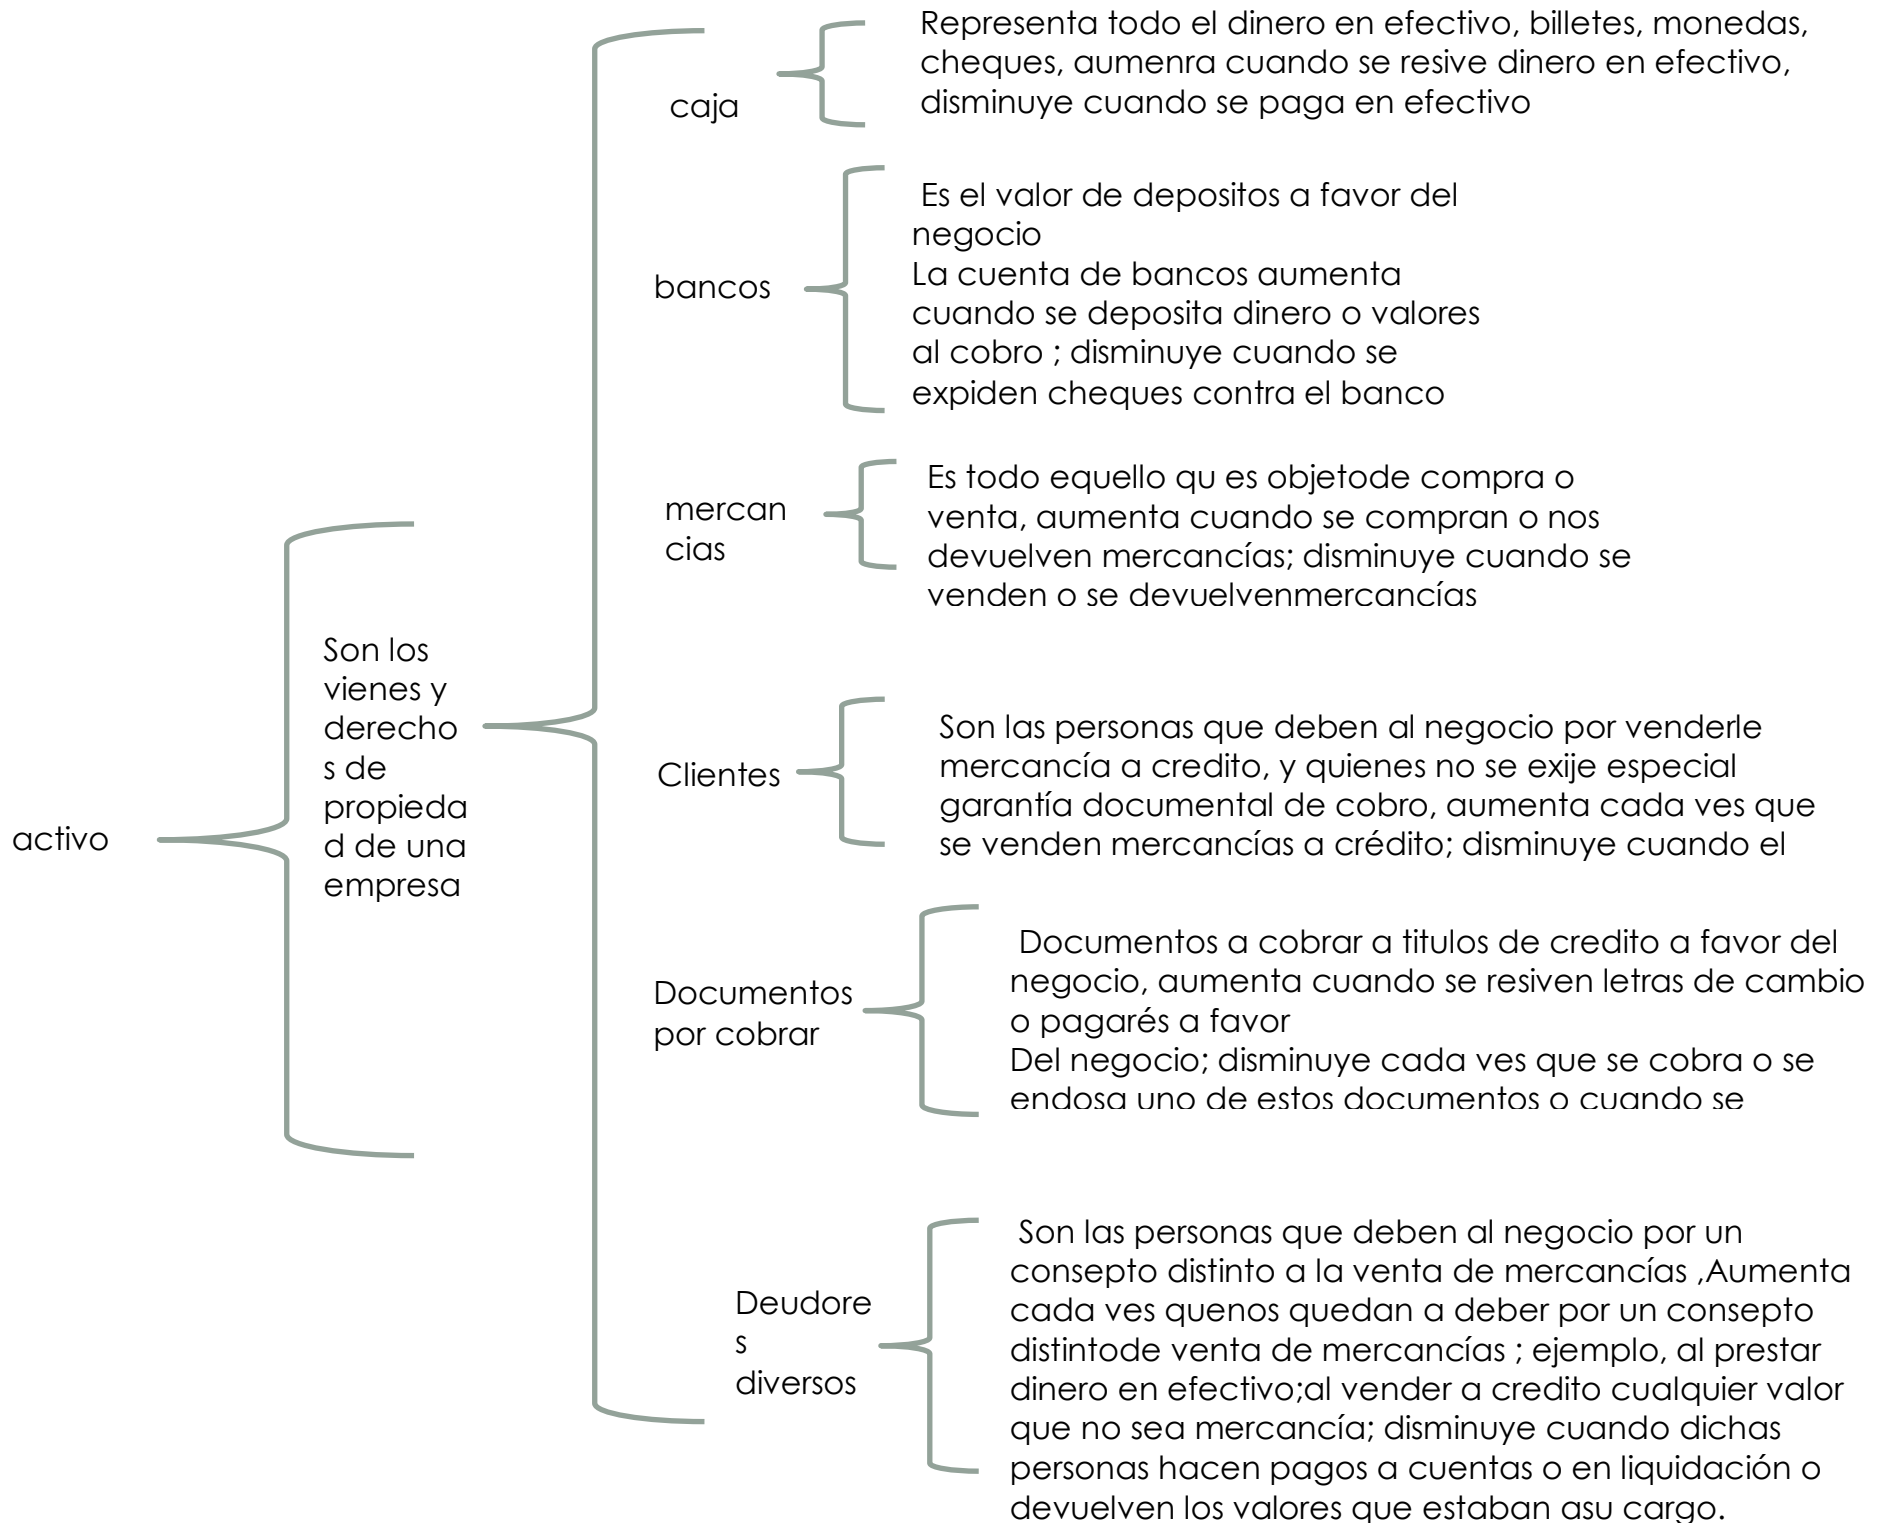 activo
Son los
vienes y
derecho
s de
propieda
d de una
empresa
caja
Representa todo el dinero en efectivo, billetes, monedas,
cheques, aumenra cuando se resive dinero en efectivo,
disminuye cuando se paga en efectivo
bancos
Es el valor de depositos a favor del
negocio
La cuenta de bancos aumenta
cuando se deposita dinero o valores
al cobro ; disminuye cuando se
expiden cheques contra el banco
mercan
cias
Es todo equello qu es objetode compra o
venta, aumenta cuando se compran o nos
devuelven mercancías; disminuye cuando se
venden o se devuelvenmercancías
Clientes
Son las personas que deben al negocio por venderle
mercancía a credito, y quienes no se exije especial
garantía documental de cobro, aumenta cada ves que
se venden mercancías a crédito; disminuye cuando el
Documentos
por cobrar
Documentos a cobrar a titulos de credito a favor del
negocio, aumenta cuando se resiven letras de cambio
o pagarés a favor
Del negocio; disminuye cada ves que se cobra o se
endosa uno de estos documentos o cuando se
Deudore
s
diversos
Son las personas que deben al negocio por un
consepto distinto a la venta de mercancías ,Aumenta
cada ves quenos quedan a deber por un consepto
distintode venta de mercancías ; ejemplo, al prestar
dinero en efectivo;al vender a credito cualquier valor
que no sea mercancía; disminuye cuando dichas
personas hacen pagos a cuentas o en liquidación o
devuelven los valores que estaban asu cargo.